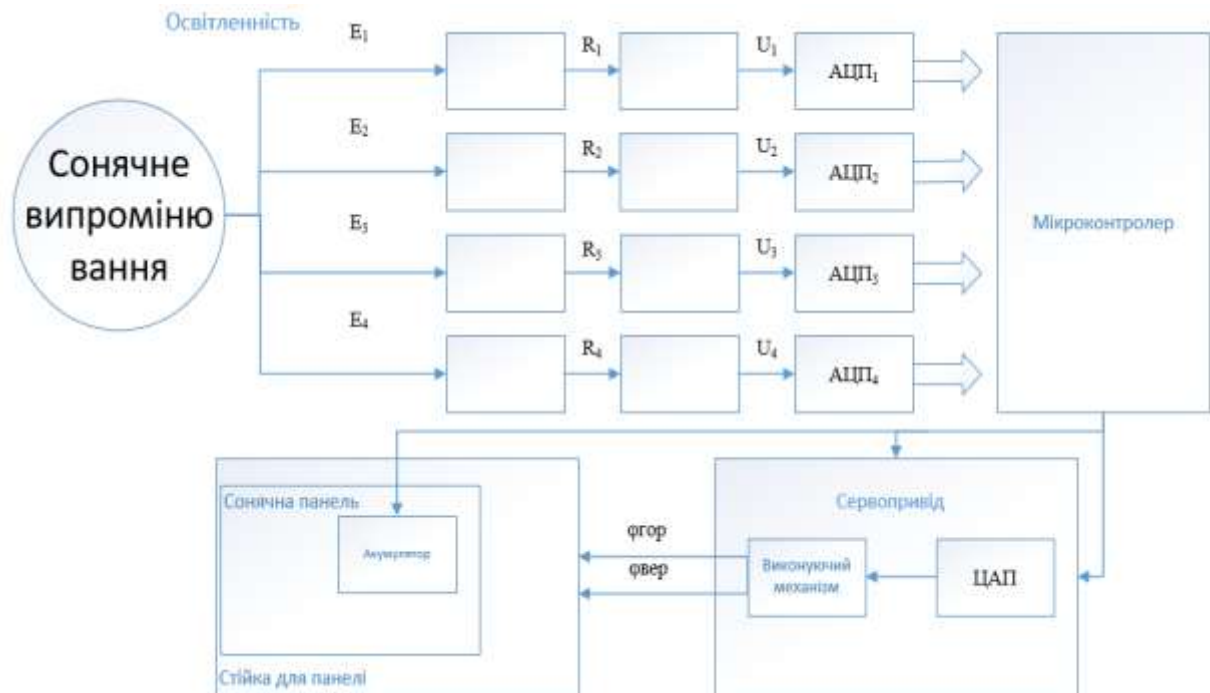 Освітленність
E₁
R₁
U₁
АЦП₁
E₂
R₂
U₂
АЦП₂
Сонячне
випроміню
вання
Мікроконтролер
E₃
R₃
U₃
АЦП₃
E₄
R₄
U₄
АЦП₄
Сонячна панель
Акумулятор
φгор
φвер
Сервопривід
Виконуючий
механізм
ЦАП
Стійка для панелі